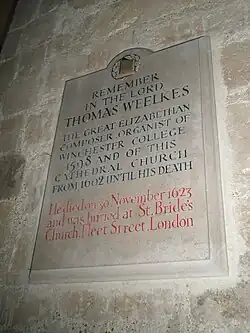 REMEMBER
IN THE LORD
THOMAS WEELKES
THE GREAT ELIZABETHAN
COMPOSER. ORGANIST OF
WINCHESTER COLLEGE
1598 AND OF THIS
CATHEDRAL CHURCH
FROM 1602 UNTIL HIS DEATH
He died on 30 November 1623
and was buried at St. Bride's
Church, Fleet Street. London